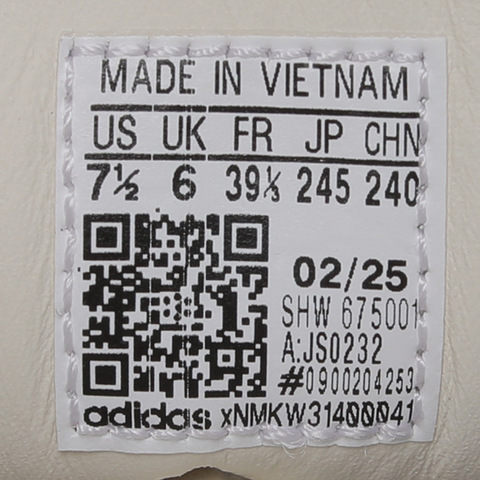 MADE IN VIETNAM
US UK FR JP CHN
7½ 6 39⅓ 245 240
02/25
SHW 675001
A:JS0232
#0900204253
adidas xNMKW31400041